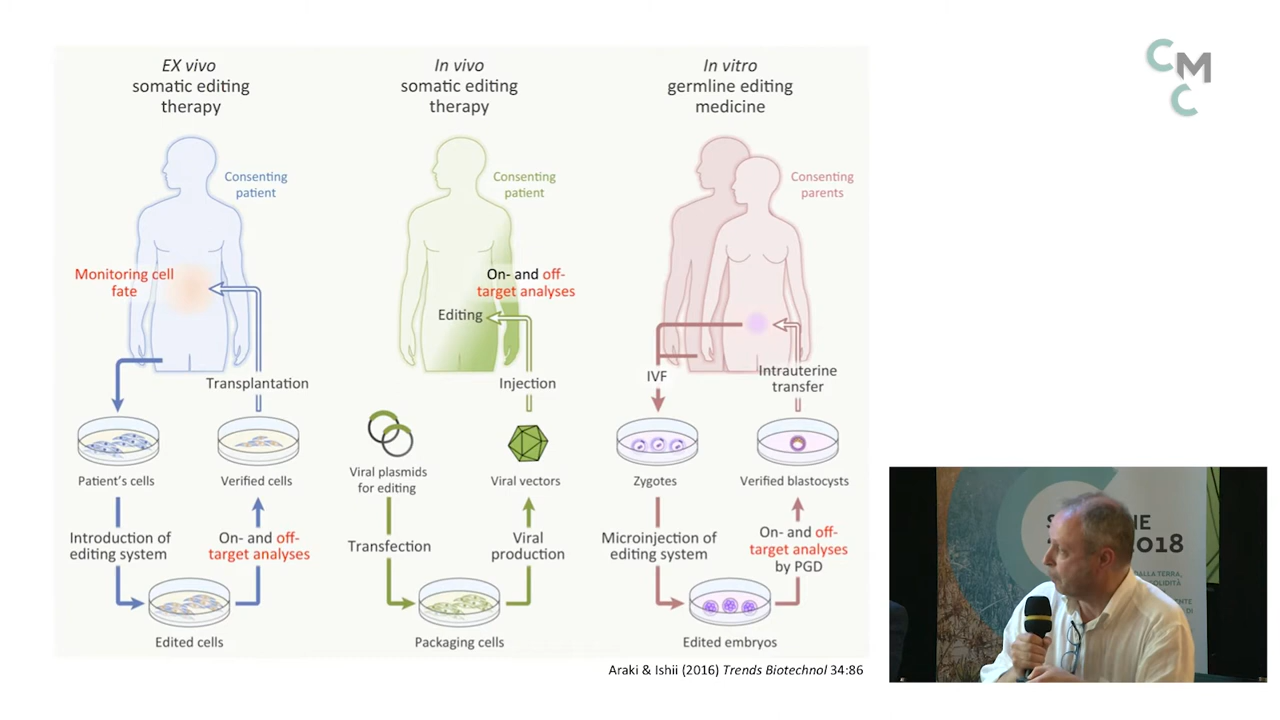 EX vivo
somatic editing
therapy
Consenting
patient
Monitoring cell
fate
Transplantation
Patient's cells
Verified cells
Introduction of
editing system
On- and off-
target analyses
Edited cells
In vivo
somatic editing
therapy
Consenting
patient
On- and off-
target analyses
Editing
Injection
Viral plasmids
for editing
Viral vectors
Transfection
Viral
production
Packaging cells
In vitro
germline editing
medicine
Consenting
parents
IVF
Intrauterine
transfer
Zygotes
Verified blastocysts
Microinjection of
editing system
On- and off-
target analyses
by PGD
Edited embryos
Araki & Ishii (2016) Trends Biotechnol 34:86
CMC
DALLA TERRA,